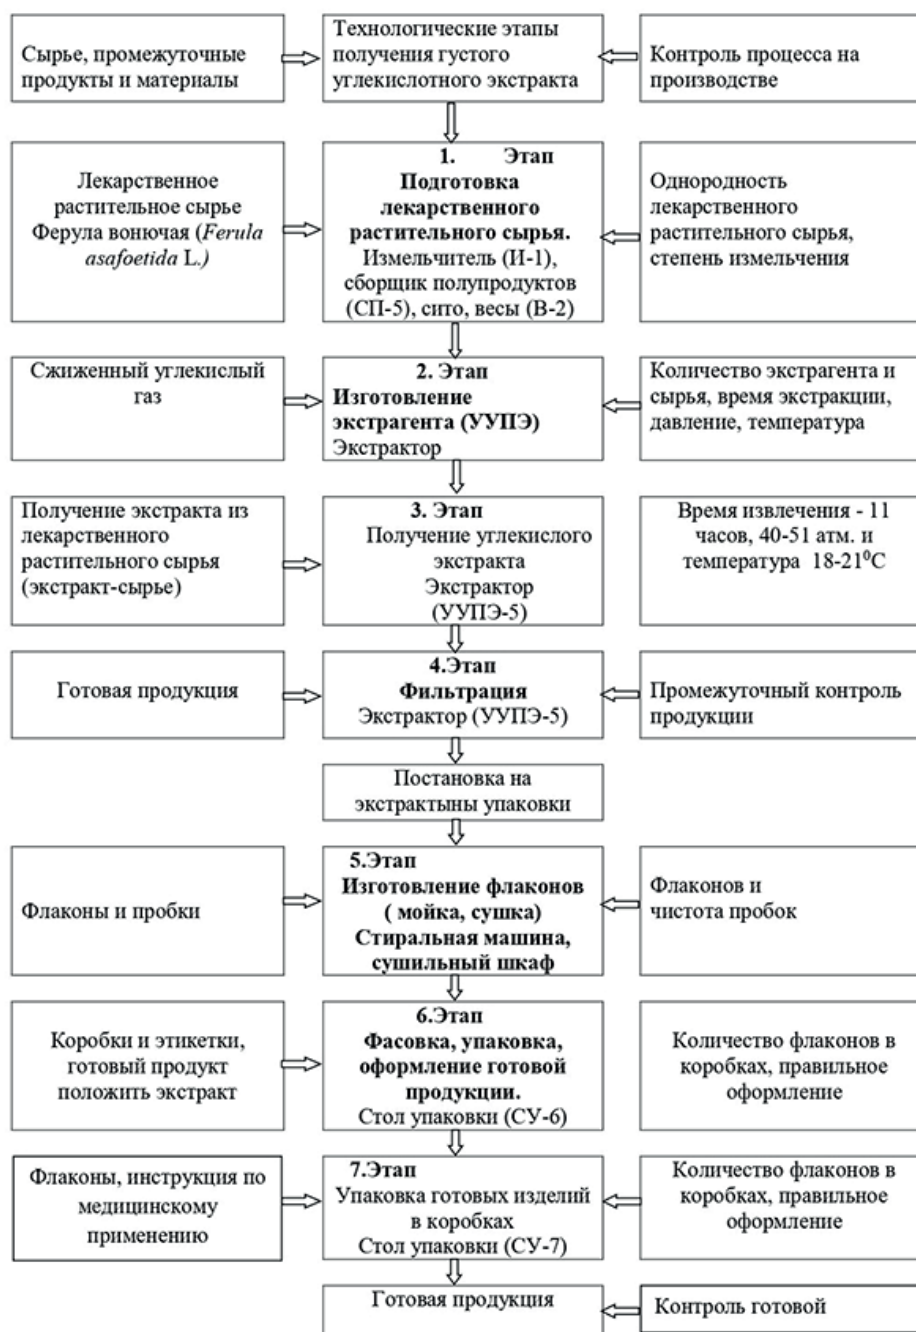 Сырье, промежуточные
продукты и материалы
Технологические этапы
получения густого
углекислотного экстракта
Контроль процесса на
производстве
Лекарственное
растительное сырье
Ферула вонючая (Ferula
asafoetida L.)
1. Этап
Подготовка
лекарственного
растительного сырья.
Измельчитель (И-1),
сборщик полупродуктов
(СП-5), сито, весы (В-2)
Однородность
лекарственного
растительного сырья,
степень измельчения
Сжиженный углекислый
газ
2. Этап
Изготовление
экстрагента (УУПЭ)
Экстрактор
Количество экстрагента и
сырья, время экстракции,
давление, температура
Получение экстракта из
лекарственного
растительного сырья
(экстракт-сырье)
3. Этап
Получение углекислого
экстракта
Экстрактор
(УУПЭ-5)
Время извлечения - 11
часов, 40-51 атм. и
температура 18-21⁰С
Готовая продукция
4.Этап
Фильтрация
Экстрактор (УУПЭ-5)
Промежуточный контроль
продукции
Постановка на
экстрактыны упаковки
Флаконы и пробки
5.Этап
Изготовление флаконов
( мойка, сушка)
Стиральная машина,
сушильный шкаф
Флаконов и
чистота пробок
Коробки и этикетки,
готовый продукт
положить экстракт
6.Этап
Фасовка, упаковка,
оформление готовой
продукции.
Стол упаковки (СУ-6)
Количество флаконов в
коробках, правильное
оформление
Флаконы, инструкция по
медицинскому
применению
7.Этап
Упаковка готовых изделий
в коробках
Стол упаковки (СУ-7)
Количество флаконов в
коробках, правильное
оформление
Готовая продукция
Контроль готовой